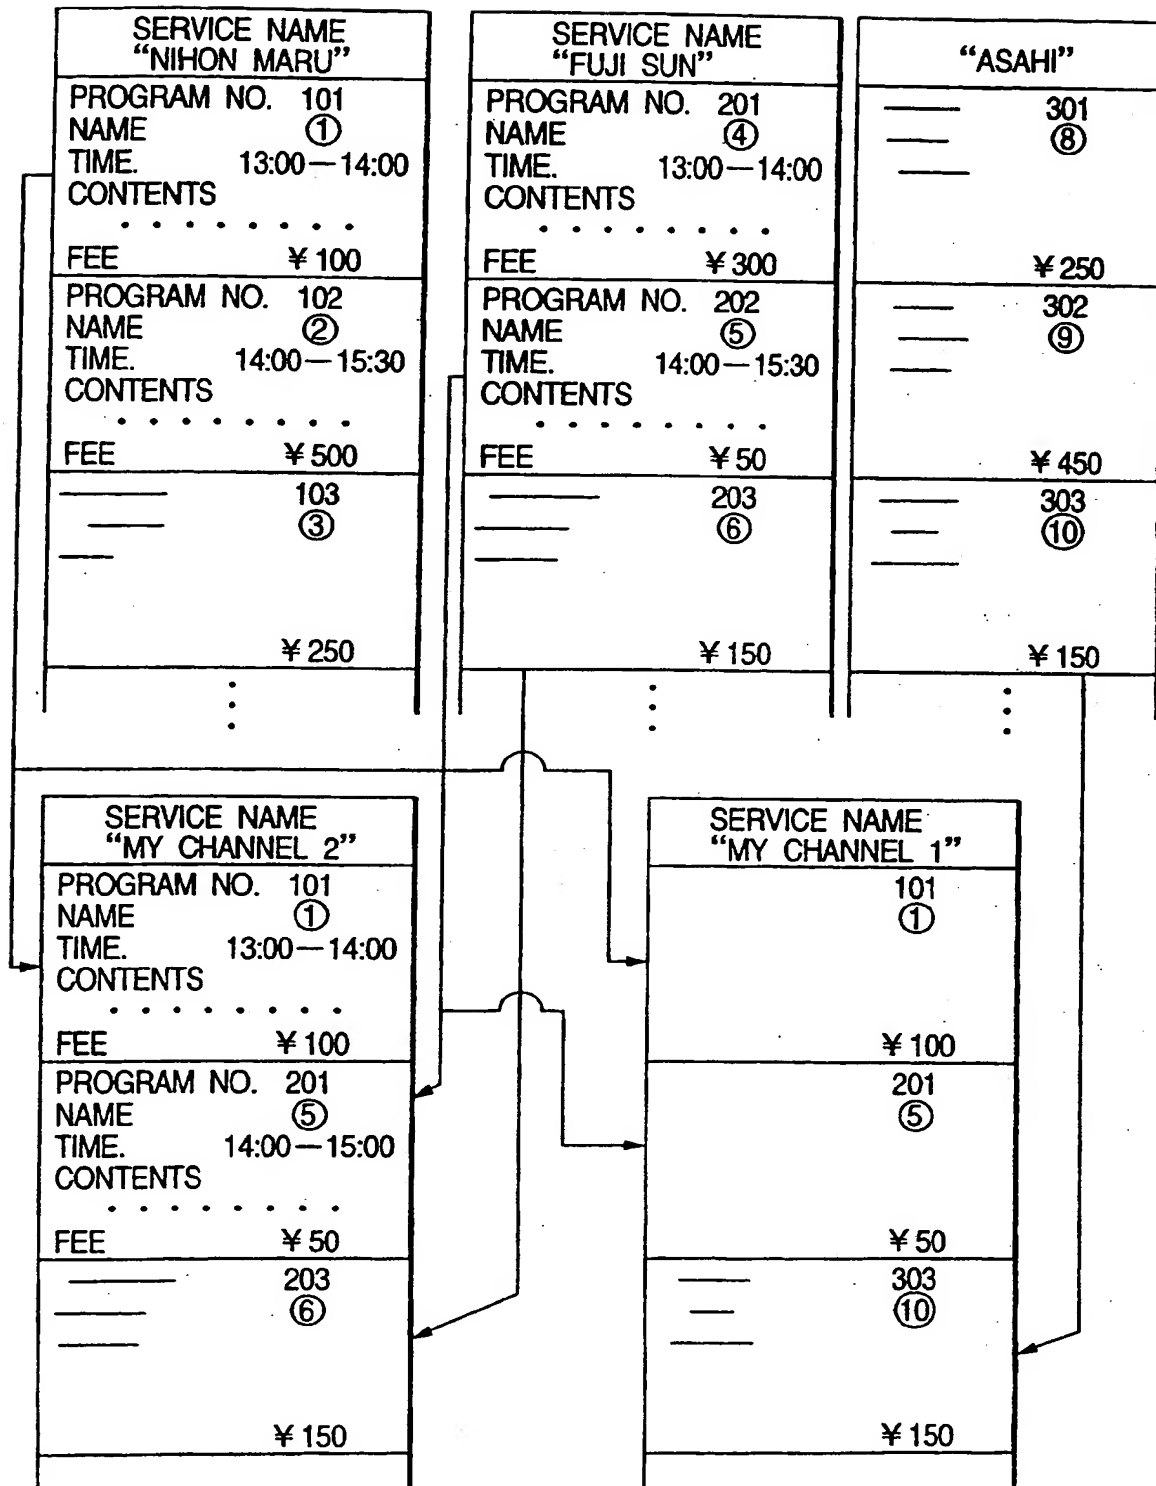 SERVICE NAME
“NIHON MARU”
PROGRAM NO. 101
NAME ①
TIME. 13:00—14:00
CONTENTS
. . . . . . . .
FEE ¥100
PROGRAM NO. 102
NAME ②
TIME. 14:00—15:30
CONTENTS
. . . . . . . .
FEE ¥500
103
③
¥250
SERVICE NAME
“FUJI SUN”
PROGRAM NO. 201
NAME ④
TIME. 13:00—14:00
CONTENTS
. . . . . . . .
FEE ¥300
PROGRAM NO. 202
NAME ⑤
TIME. 14:00—15:30
CONTENTS
. . . . . . . .
FEE ¥50
203
⑥
¥150
“ASAHI”
301
⑧
¥250
302
⑨
¥450
303
⑩
¥150
SERVICE NAME
“MY CHANNEL 2”
PROGRAM NO. 101
NAME ①
TIME. 13:00—14:00
CONTENTS
. . . . . . . .
FEE ¥100
PROGRAM NO. 201
NAME ⑤
TIME. 14:00—15:00
CONTENTS
. . . . . . . .
FEE ¥50
203
⑥
¥150
SERVICE NAME
“MY CHANNEL 1”
101
①
¥100
201
⑤
¥50
303
⑩
¥150